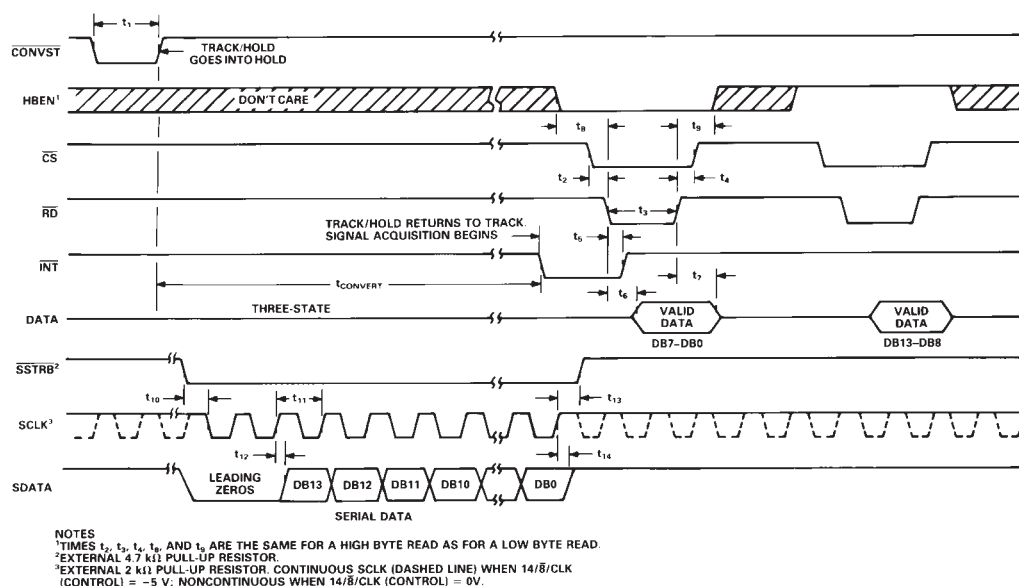 t₁
C̅O̅N̅V̅S̅T̅
TRACK/HOLD
GOES INTO HOLD
HBEN¹
DON'T CARE
t₈
t₉
C̅S̅
t₂
t₄
R̅D̅
t₃
TRACK/HOLD RETURNS TO TRACK.
SIGNAL ACQUISITION BEGINS
t₅
I̅N̅T̅
t₇
tCONVERT
t₆
THREE-STATE
DATA
VALID
DATA
VALID
DATA
DB7–DB0
DB13–DB8
S̅S̅T̅R̅B̅²
t₁₀
t₁₁
t₁₃
SCLK³
t₁₂
t₁₄
SDATA
LEADING
ZEROS
DB13
DB12
DB11
DB10
DB0
SERIAL DATA
NOTES
¹TIMES t₂, t₃, t₄, t₈, AND t₉ ARE THE SAME FOR A HIGH BYTE READ AS FOR A LOW BYTE READ.
²EXTERNAL 4.7 kΩ PULL-UP RESISTOR.
³EXTERNAL 2 kΩ PULL-UP RESISTOR. CONTINUOUS SCLK (DASHED LINE) WHEN 14/8̅/CLK
(CONTROL) = –5 V; NONCONTINUOUS WHEN 14/8̅/CLK (CONTROL) = 0V.